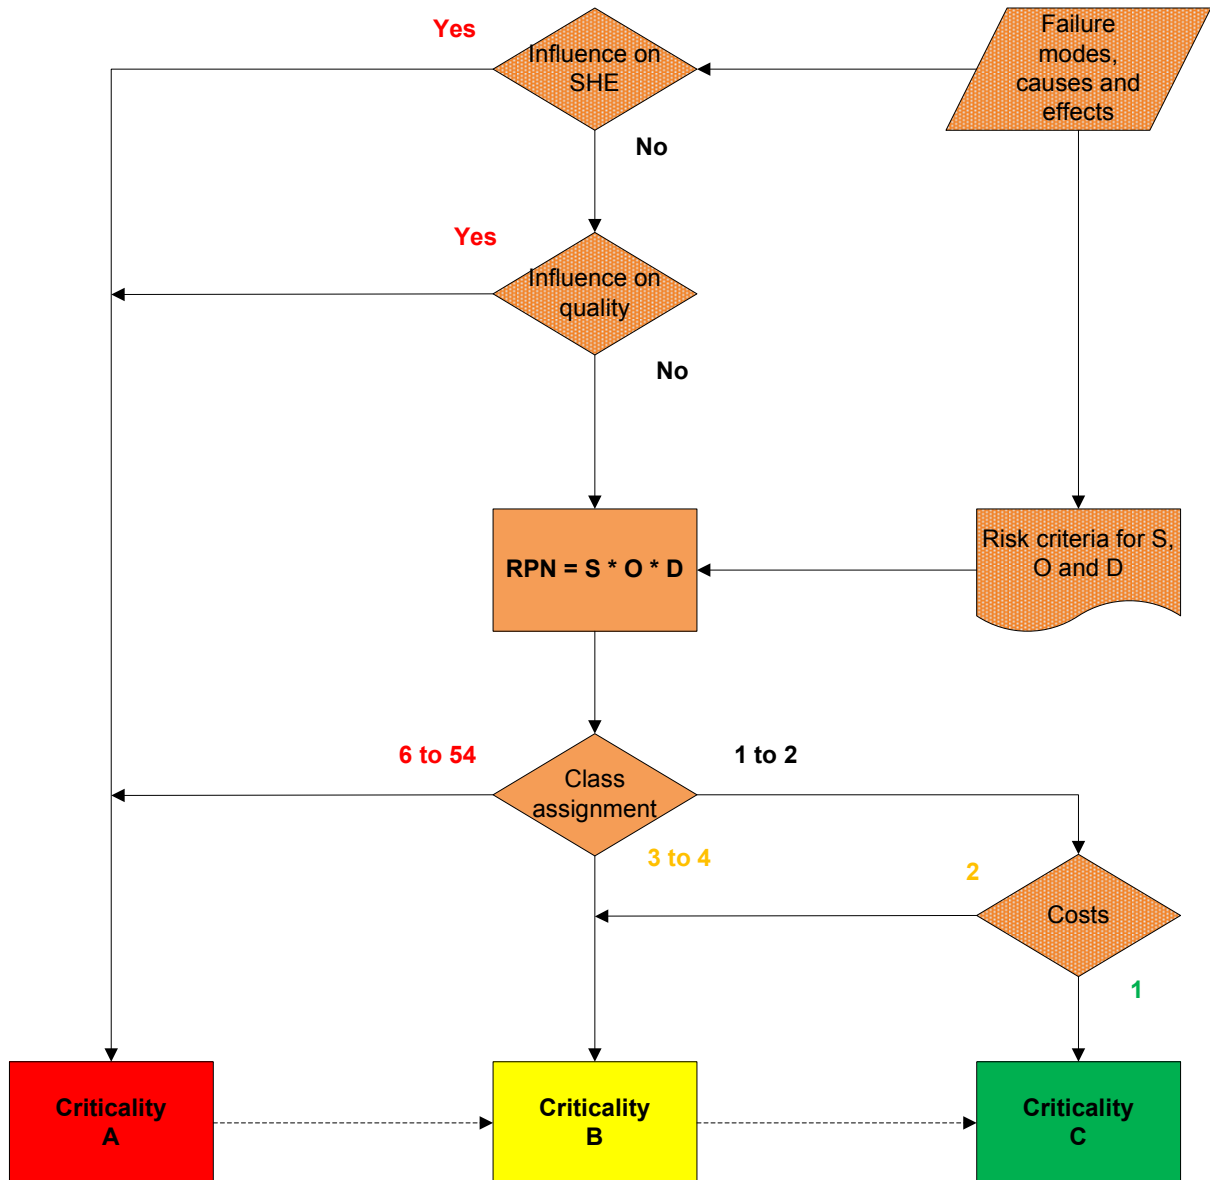 Yes
Influence on
SHE
Failure
modes,
causes and
effects
No
Yes
Influence on
quality
No
RPN = S * O * D
Risk criteria for S,
O and D
6 to 54
Class
assignment
1 to 2
3 to 4
2
Costs
1
Criticality
A
Criticality
B
Criticality
C